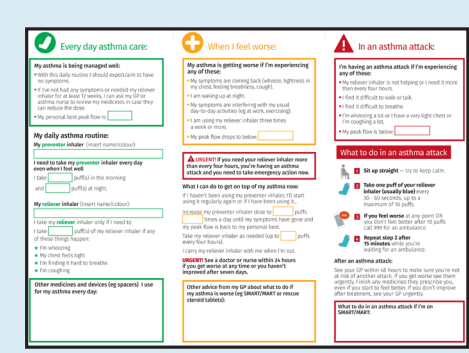 Every day asthma care:
My asthma is being managed well:
• With this daily routine I should expect/aim to have
no symptoms.
• If I've not had any symptoms or needed my reliever
inhaler for at least 12 weeks, I can ask my GP or
asthma nurse to review my medicines in case they
can reduce the dose.
• My personal best peak flow is:
My daily asthma routine:
My preventer inhaler (insert name/colour):
I need to take my preventer inhaler every day
even when I feel well
I take puff(s) in the morning
and puff(s) at night.
My reliever inhaler (insert name/colour):
I take my reliever inhaler only if I need to
I take puff(s) of my reliever inhaler if any
of these things happen:
★ I'm wheezing
★ My chest feels tight
★ I'm finding it hard to breathe
★ I'm coughing
Other medicines and devices (eg spacers) I use
for my asthma every day:
When I feel worse:
My asthma is getting worse if I'm experiencing
any of these:
• My symptoms are coming back (wheeze, tightness in
my chest, feeling breathless, cough).
• I am waking up at night.
• My symptoms are interfering with my usual
day-to-day activities (eg at work, exercising).
• I am using my reliever inhaler three times
a week or more.
• My peak flow drops to below:
URGENT! If you need your reliever inhaler
more than every four hours, you're having an asthma
attack and you need to take emergency action now.
What I can do to get on top of my asthma now:
If I haven't been using my preventer inhaler, I'll start
using it regularly again or if I have been using it:
Increase my preventer inhaler dose to puffs
times a day until my symptoms have gone and
my peak flow is back to my personal best.
Take my reliever inhaler as needed (up to puffs
every four hours).
I carry my reliever inhaler with me when I'm out.
URGENT! See a doctor or nurse within 24 hours
if you get worse at any time or you haven't
improved after seven days.
Other advice from my GP about what to do if
my asthma is worse (eg SMART/MART or rescue
steroid tablets):
In an asthma attack:
I'm having an asthma attack if I'm experiencing
any of these:
• My reliever inhaler is not helping or I need it more
than every four hours.
• I find it difficult to walk or talk.
• I find it difficult to breathe.
• I'm wheezing a lot or I have a very tight chest or
I'm coughing a lot.
• My peak flow is below:
What to do in an asthma attack
1 Sit up straight — try to keep calm.
2 Take one puff of your reliever
inhaler (usually blue) every
30 - 60 seconds, up to a
maximum of 10 puffs.
3 If you feel worse at any point OR
you don't feel better after 10 puffs
call 999 for an ambulance.
4 Repeat step 2 after
15 minutes while you're
waiting for an ambulance.
After an asthma attack:
See your GP within 48 hours to make sure you're not
at risk of another attack. If you get worse see them
urgently. Finish any medicines they prescribe you,
even if you start to feel better. If you don't improve
after treatment, see your GP urgently.
What to do in an asthma attack if I'm on
SMART/MART: